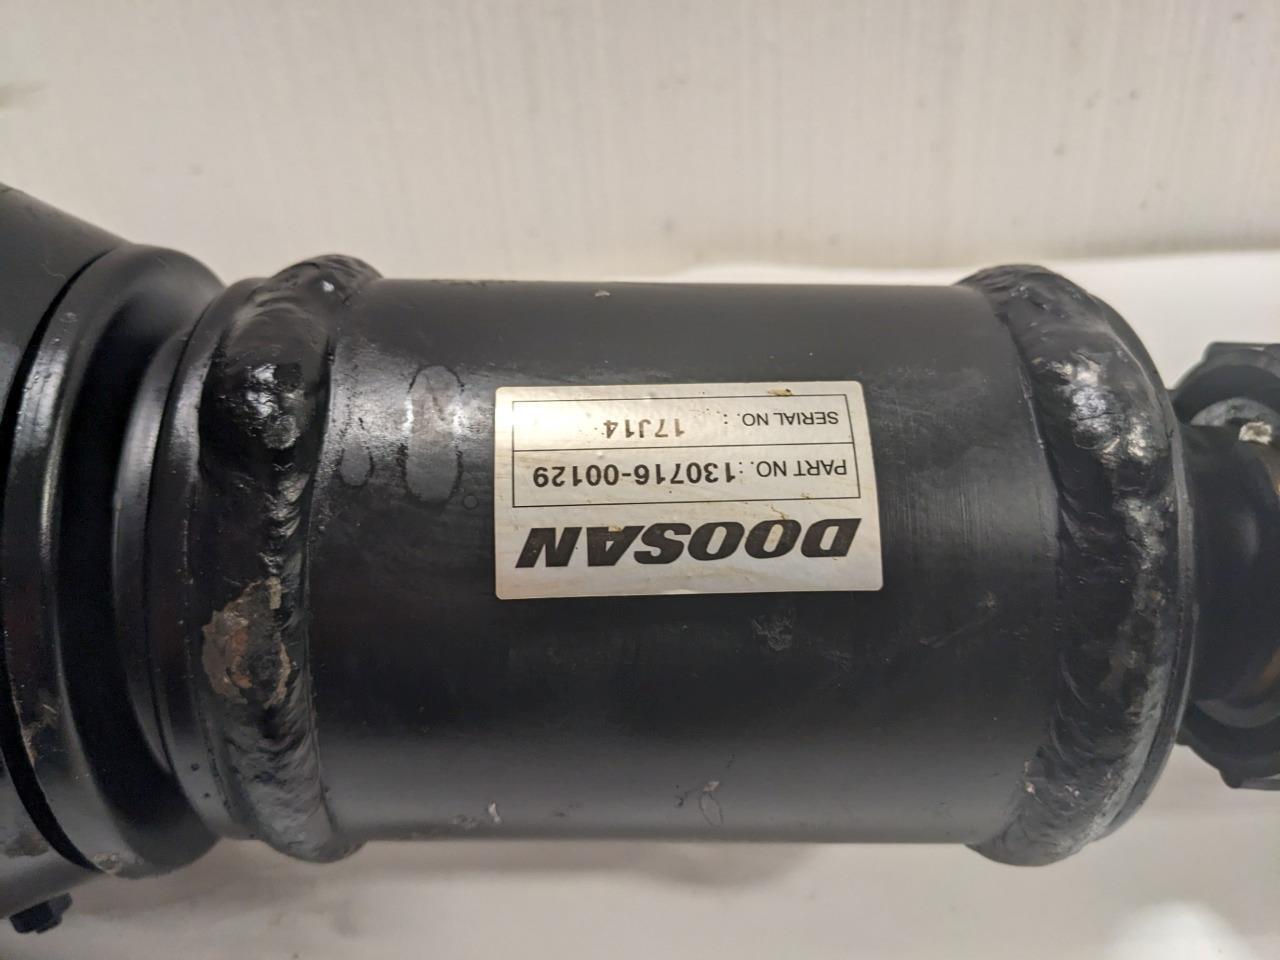 DOOSAN
PART NO. : 130716-00129
SERIAL NO. : 17J14